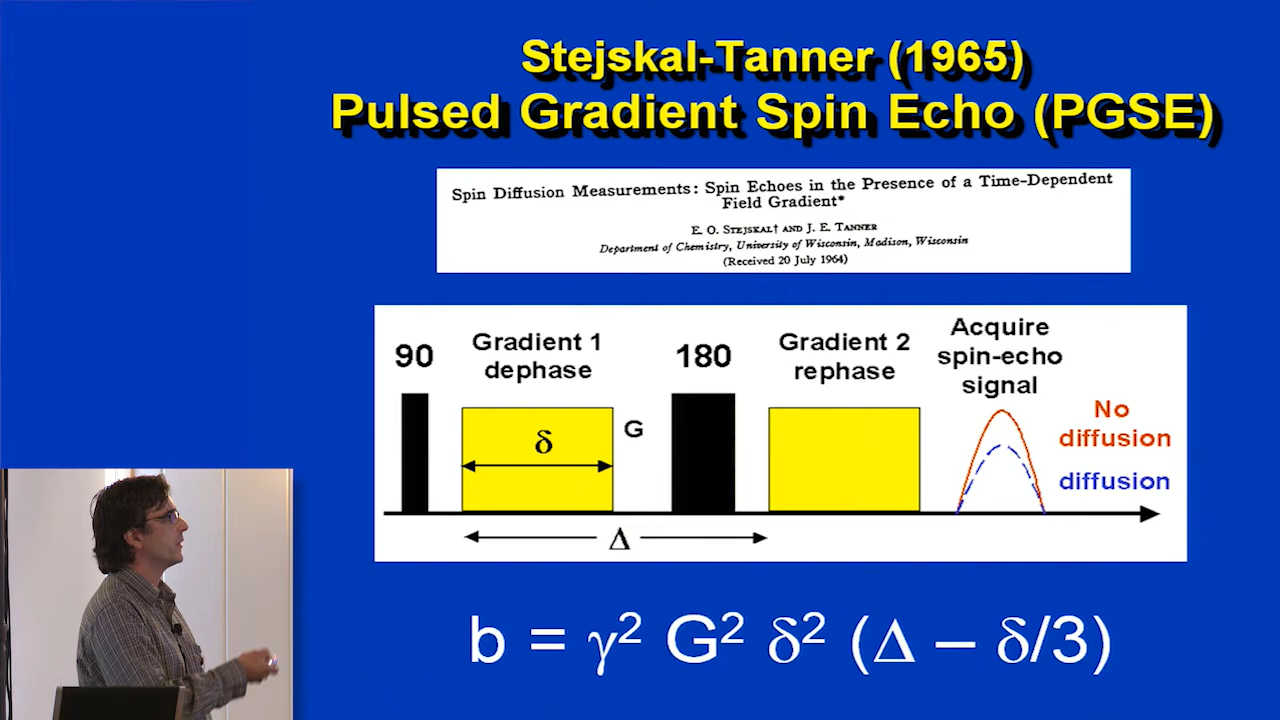 Stejskal-Tanner (1965)
Pulsed Gradient Spin Echo (PGSE)
Spin Diffusion Measurements: Spin Echoes in the Presence of a Time-Dependent
Field Gradient*
E. O. Stejskal† and J. E. Tanner
Department of Chemistry, University of Wisconsin, Madison, Wisconsin
(Received 20 July 1964)
90
Gradient 1
dephase
180
Gradient 2
rephase
Acquire
spin-echo
signal
δ
G
No
diffusion
diffusion
Δ
b = γ² G² δ² (Δ – δ/3)